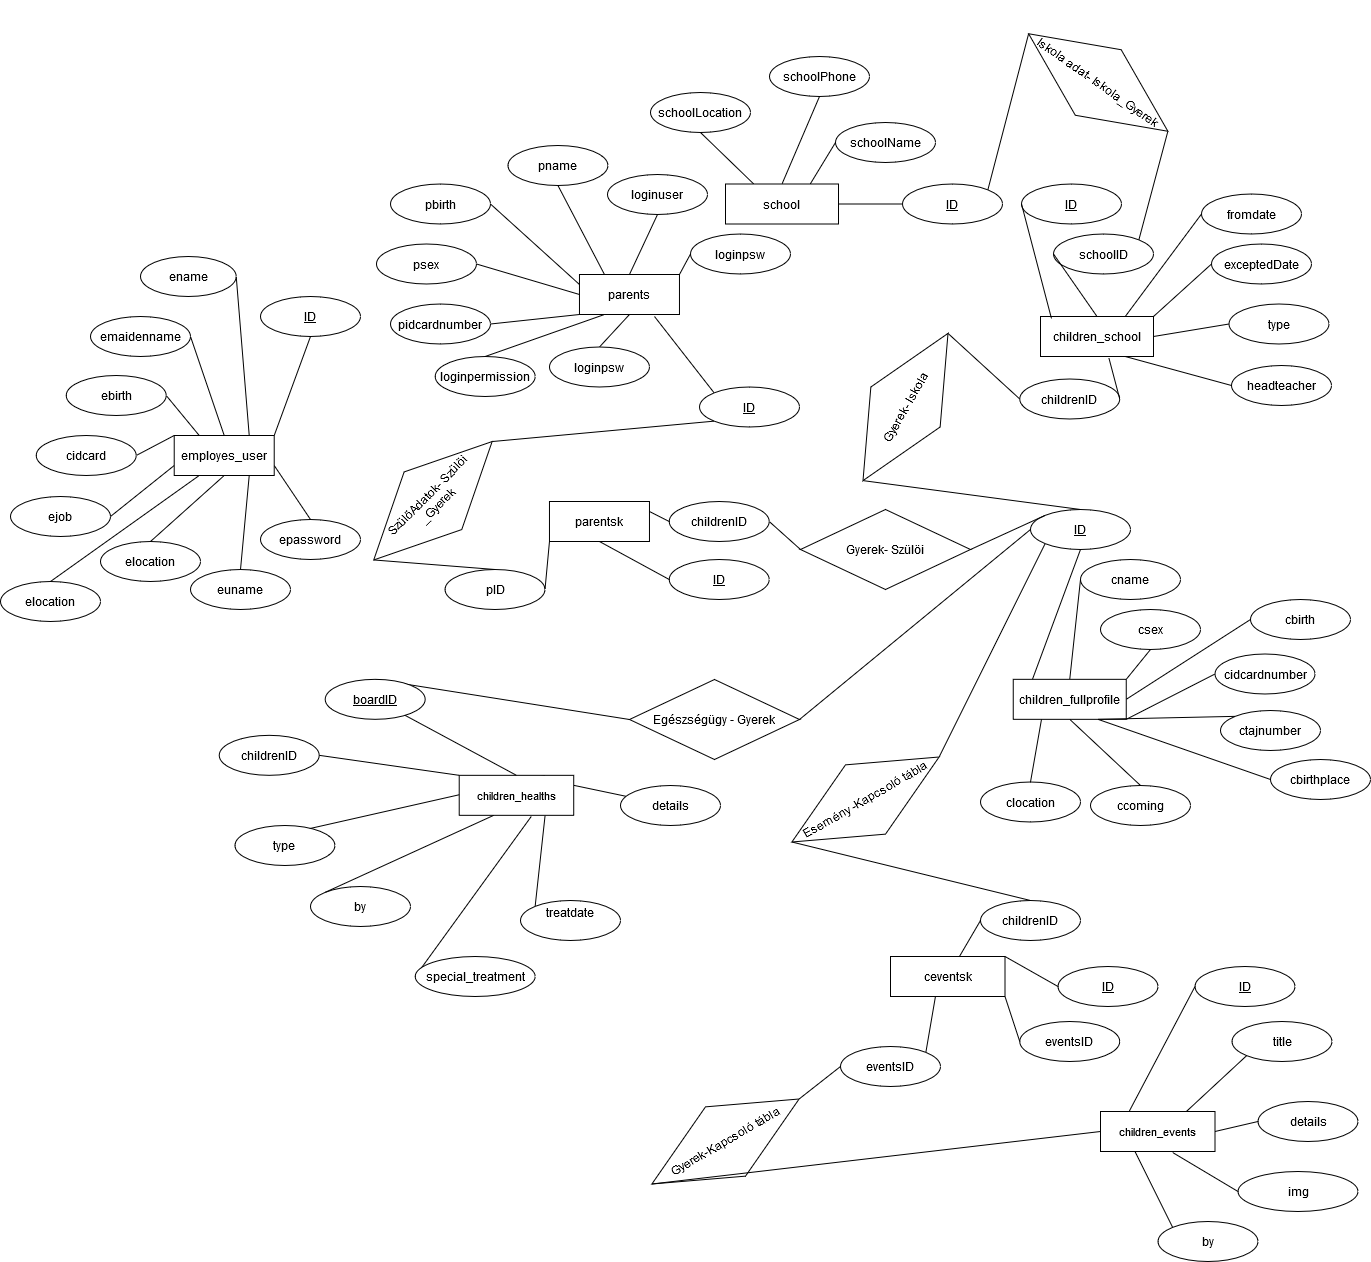 Iskola adat- Iskola_ Gyerek
schoolPhone
schoolLocation
schoolName
pname
loginuser
school
ID
ID
pbirth
fromdate
schoolID
loginpsw
psex
exceptedDate
ename
parents
ID
pidcardnumber
type
children_school
emaidenname
loginpsw
loginpermission
headteacher
ebirth
childrenID
ID
Gyerek- Iskola
cidcard
employes_user
SzülőAdatok- Szülői
_Gyerek
ejob
parentsk
childrenID
ID
epassword
Gyerek- Szülöi
elocation
cname
ID
euname
pID
elocation
csex
cbirth
cidcardnumber
boardID
children_fullprofile
Egészségügy - Gyerek
ctajnumber
childrenID
cbirthplace
children_healths
Esemény-Kapcsoló tábla
clocation
ccoming
details
type
by
treatdate
childrenID
special_treatment
ceventsk
ID
ID
eventsID
title
eventsID
details
Gyerek-Kapcsoló tábla
children_events
img
by